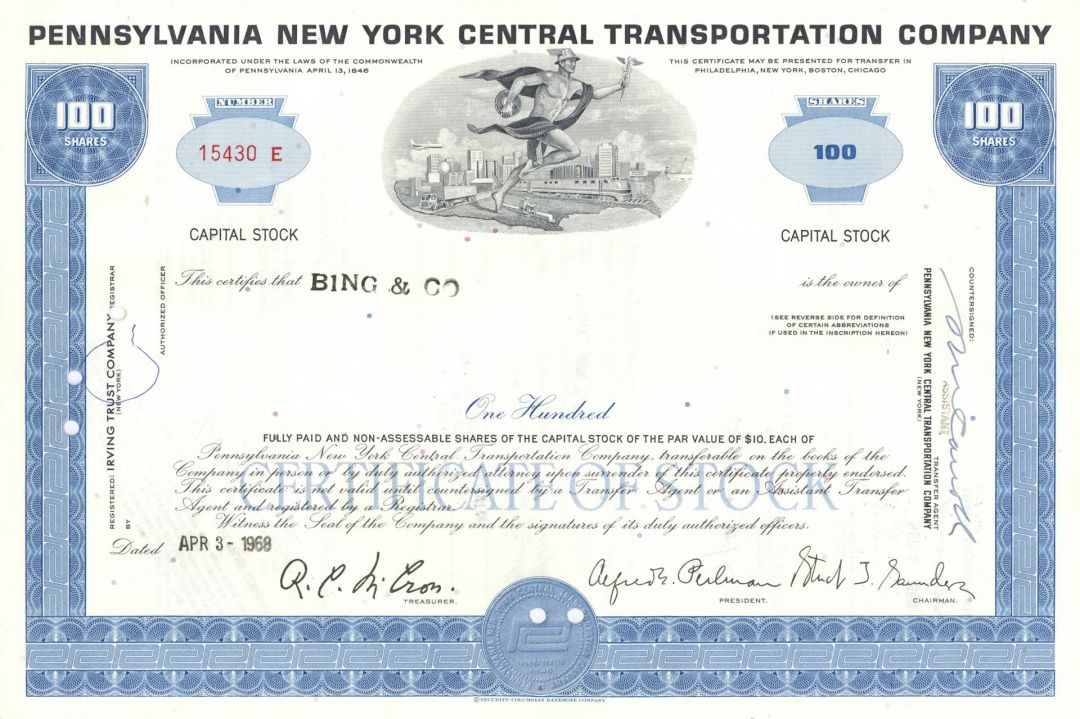 PENNSYLVANIA NEW YORK CENTRAL TRANSPORTATION COMPANY
INCORPORATED UNDER THE LAWS OF THE COMMONWEALTH
OF PENNSYLVANIA APRIL 13, 1846
THIS CERTIFICATE MAY BE PRESENTED FOR TRANSFER IN
PHILADELPHIA, NEW YORK, BOSTON, CHICAGO
100
SHARES
NUMBER
15430 E
SHARES
100
100
SHARES
CAPITAL STOCK
CAPITAL STOCK
This certifies that BING & CO is the owner of
(SEE REVERSE SIDE FOR DEFINITION
OF CERTAIN ABBREVIATIONS
IF USED IN THE INSCRIPTION HEREON)
One Hundred
FULLY PAID AND NON-ASSESSABLE SHARES OF THE CAPITAL STOCK OF THE PAR VALUE OF $10. EACH OF
CERTIFICATE OF STOCK
Pennsylvania New York Central Transportation Company, transferable on the books of the
Company in person or by duly authorized attorney upon surrender of this certificate properly endorsed.
This certificate is not valid until countersigned by a Transfer Agent or an Assistant Transfer
Agent and registered by a Registrar.
Witness the Seal of the Company and the signatures of its duly authorized officers.
Dated APR 3 - 1968
TREASURER.
Alfred E. Perlman
PRESIDENT.
Stuart T. Saunders
CHAIRMAN.
REGISTERED: IRVING TRUST COMPANY, REGISTRAR
(NEW YORK)
BY
AUTHORIZED OFFICER
COUNTERSIGNED:
PENNSYLVANIA NEW YORK CENTRAL TRANSPORTATION COMPANY
(NEW YORK)
ASSISTANT TRANSFER AGENT
INCORPORATED
© SECURITY-COLUMBIAN BANKNOTE COMPANY